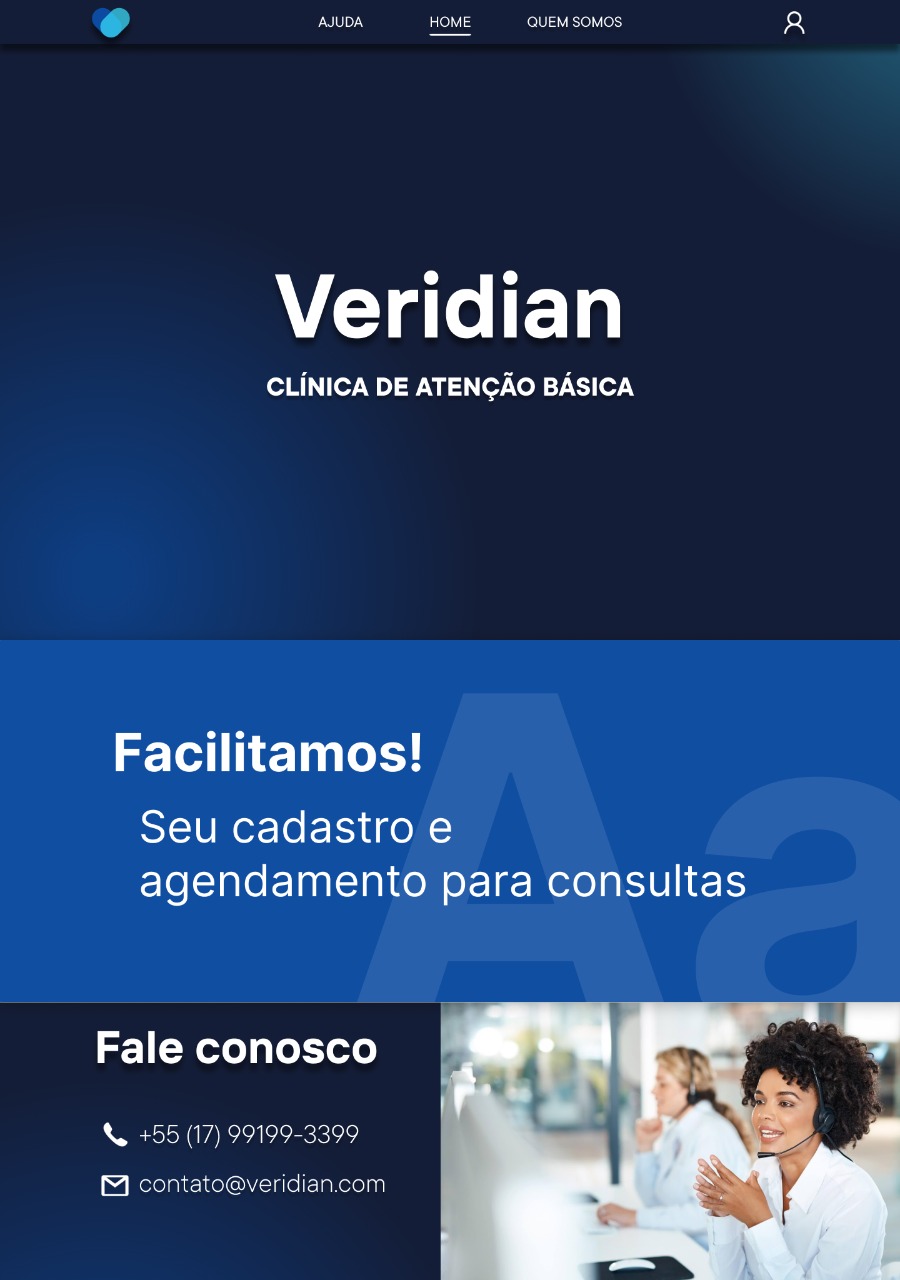 AJUDA
HOME
QUEM SOMOS
Veridian
CLÍNICA DE ATENÇÃO BÁSICA
Aa
Facilitamos!
Seu cadastro e
agendamento para consultas
Fale conosco
+55 (17) 99199-3399
contato@veridian.com